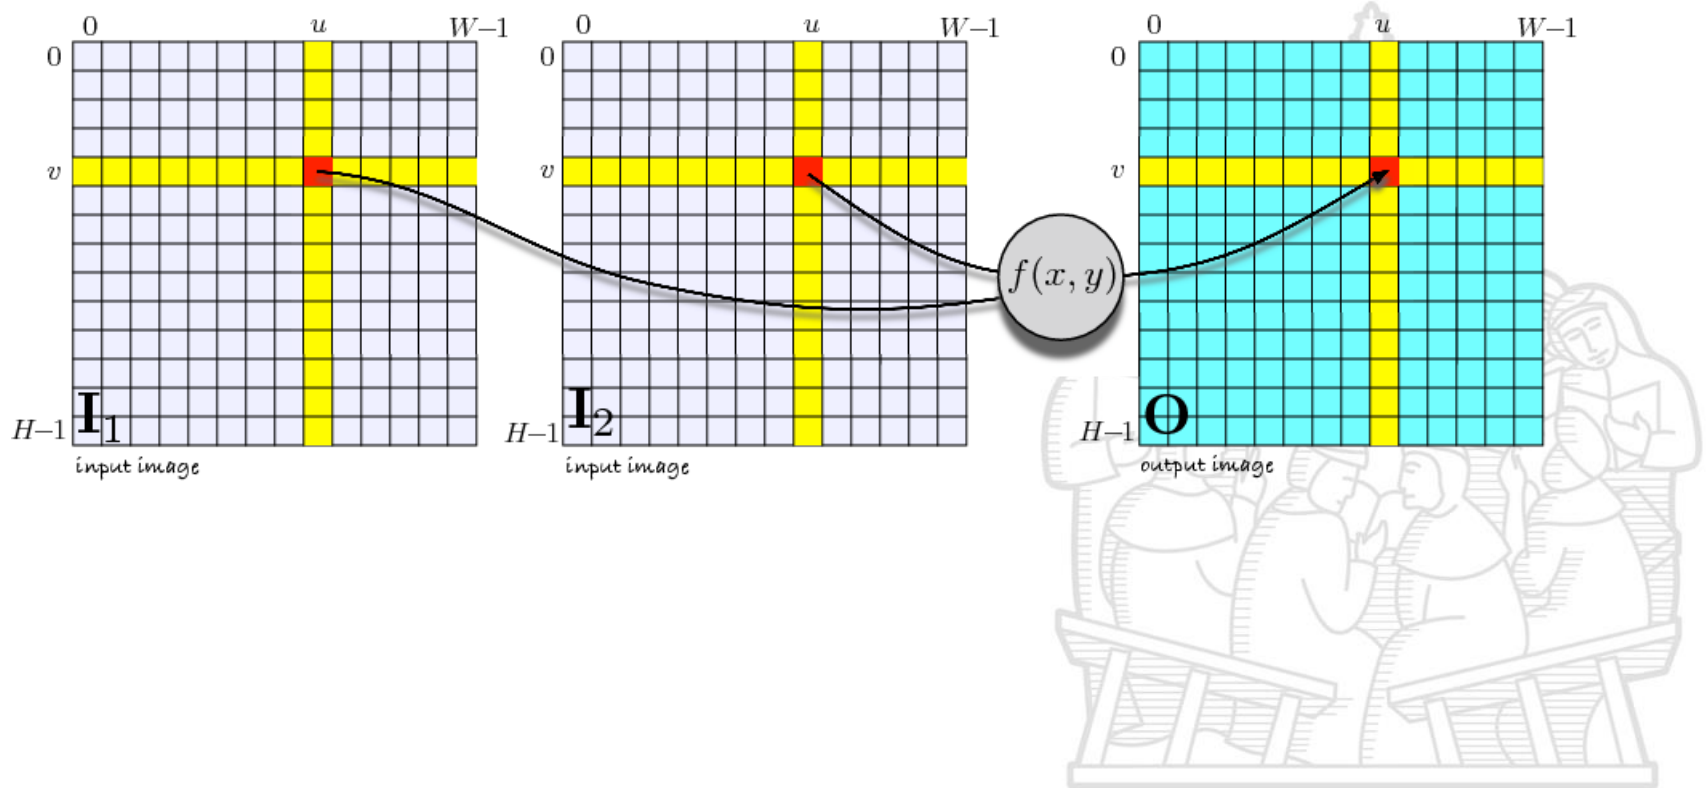 0 u W−1
0
v
H−1
I₁
input image
0 u W−1
0
v
H−1
I₂
input image
f(x, y)
0 u W−1
0
v
H−1
O
output image